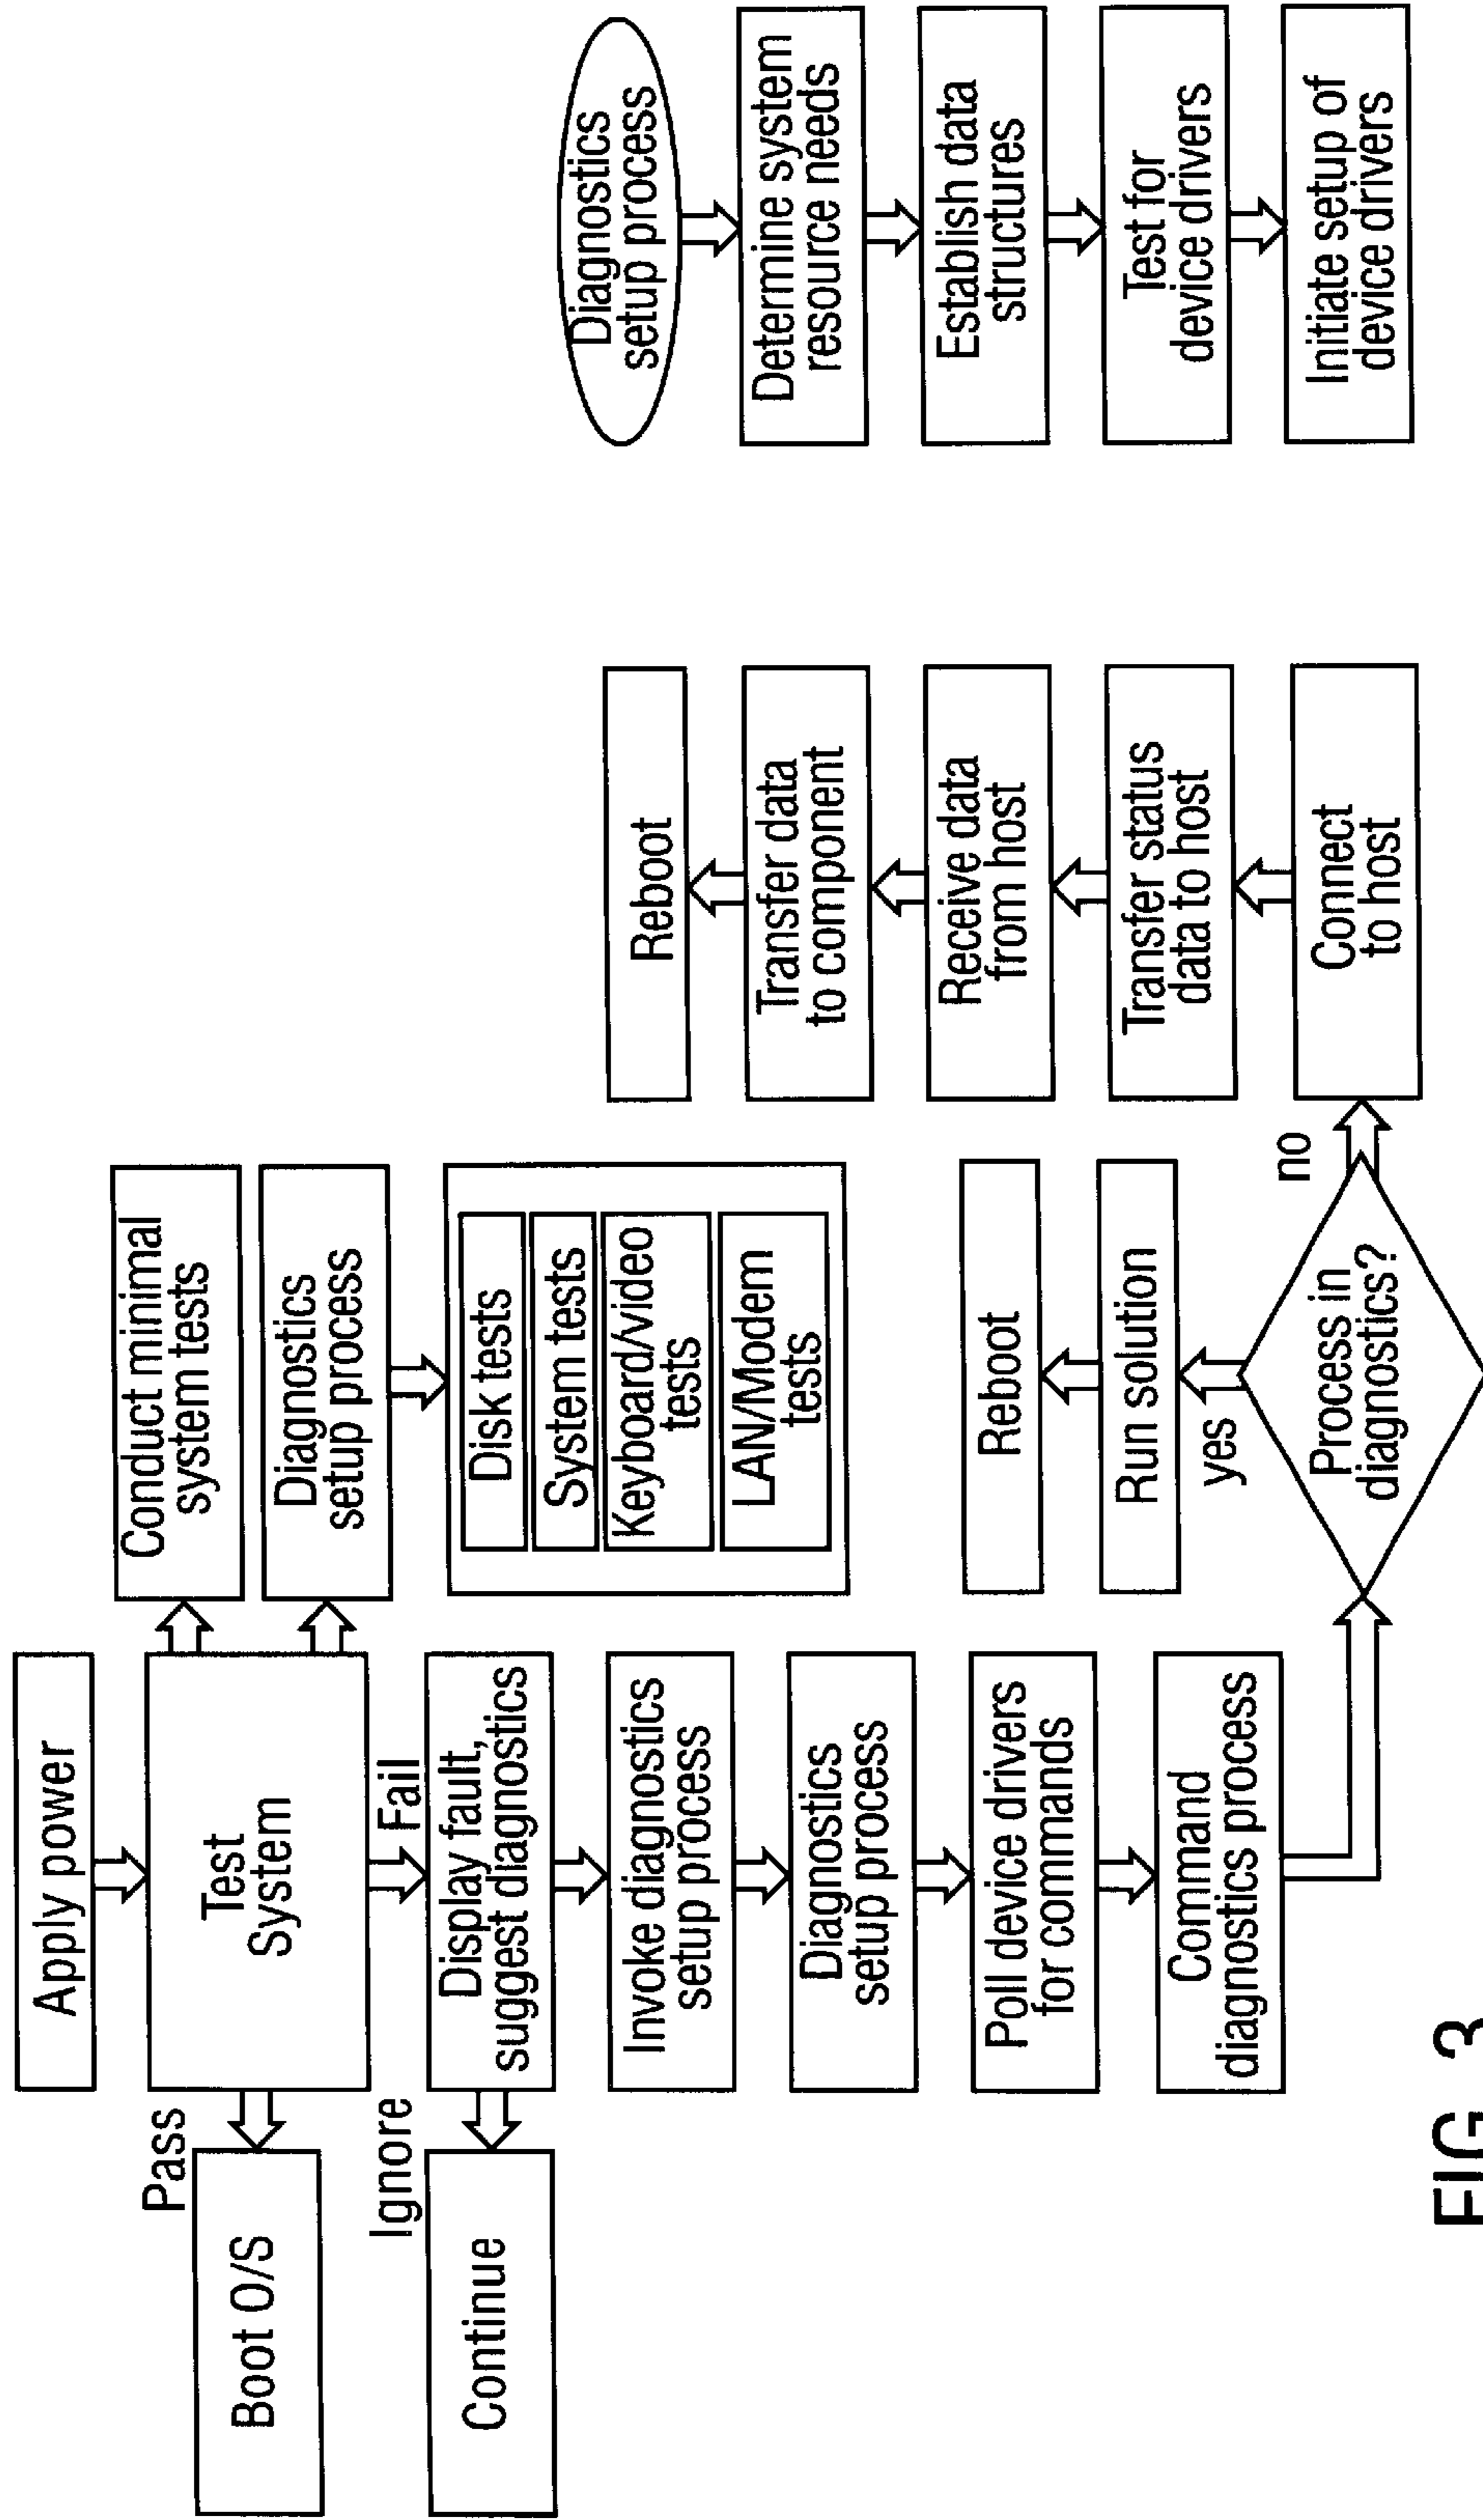 Apply power
Test
System
Pass
Boot O/S
Conduct minimal
system tests
Diagnostics
setup process
Fail
Display fault,
suggest diagnostics
Ignore
Continue
Disk tests
System tests
Keyboard/video
tests
LAN/Modem
tests
Invoke diagnostics
setup process
Diagnostics
setup process
Poll device drivers
for commands
Command
diagnostics process
Process in
diagnostics?
yes
Run solution
Reboot
no
Connect
to host
Transfer status
data to host
Receive data
from host
Transfer data
to component
Reboot
Diagnostics
setup process
Determine system
resource needs
Establish data
structures
Test for
device drivers
Initiate setup of
device drivers
FIG. 3